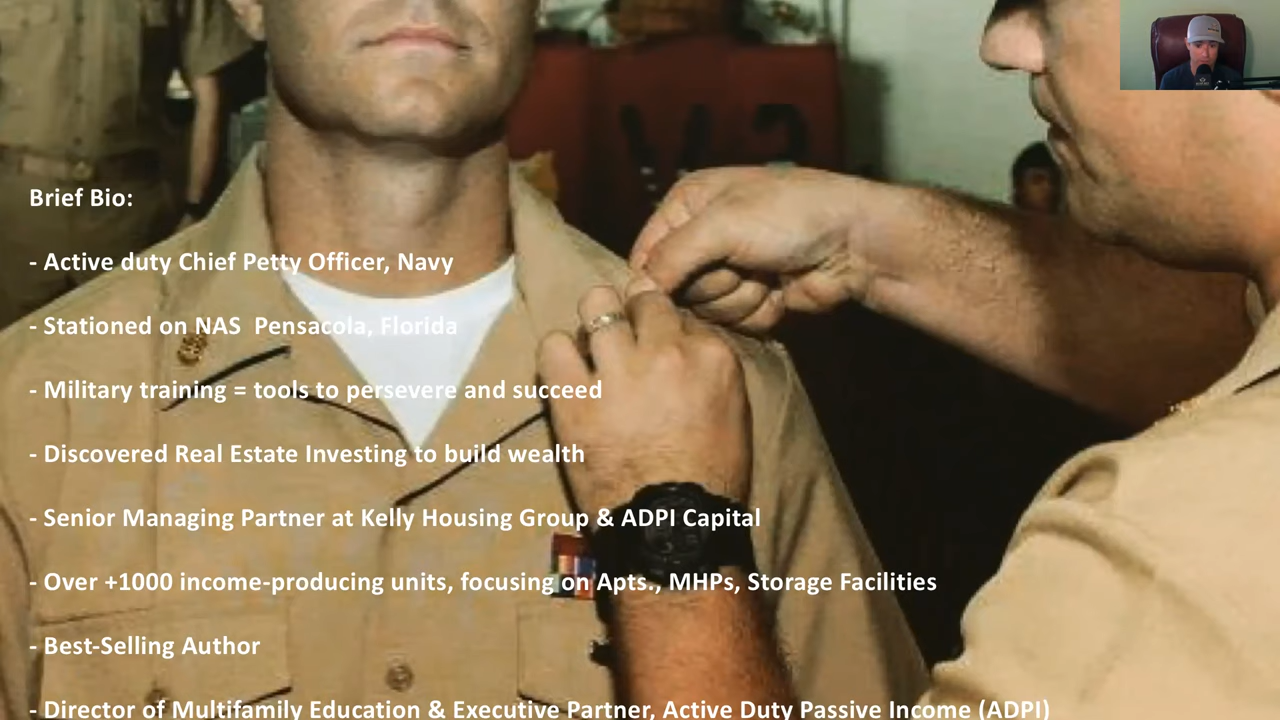 Brief Bio:
- Active duty Chief Petty Officer, Navy
- Stationed on NAS  Pensacola, Florida
- Military training = tools to persevere and succeed
- Discovered Real Estate Investing to build wealth
- Senior Managing Partner at Kelly Housing Group & ADPI Capital
- Over +1000 income-producing units, focusing on Apts., MHPs, Storage Facilities
- Best-Selling Author
- Director of Multifamily Education & Executive Partner, Active Duty Passive Income (ADPI)